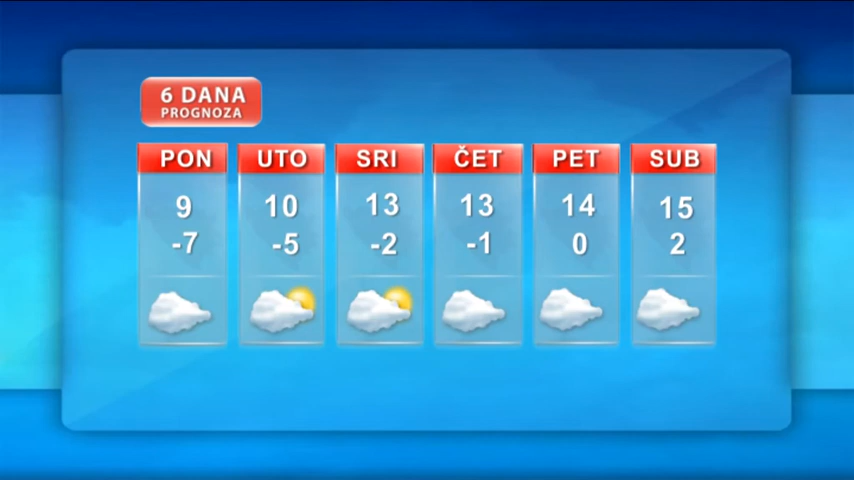 6 DANA
PROGNOZA
PON UTO SRI ČET PET SUB
9 10 13 13 14 15
-7 -5 -2 -1 0 2